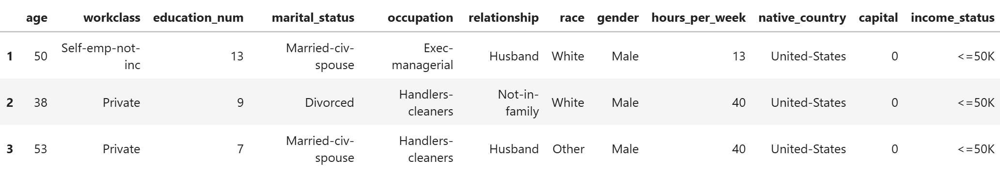 age workclass education_num marital_status occupation relationship race gender hours_per_week native_country capital income_status
1 50 Self-emp-not-inc 13 Married-civ-spouse Exec-managerial Husband White Male 13 United-States 0 <=50K
2 38 Private 9 Divorced Handlers-cleaners Not-in-family White Male 40 United-States 0 <=50K
3 53 Private 7 Married-civ-spouse Handlers-cleaners Husband Other Male 40 United-States 0 <=50K